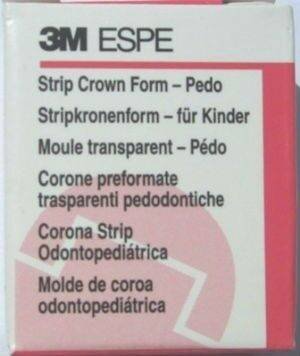 3M ESPE
Strip Crown Form – Pedo
Stripkronenform – für Kinder
Moule transparent – Pédo
Corone preformate
trasparenti pedodontiche
Corona Strip
Odontopediátrica
Molde de coroa
odontopediátrica